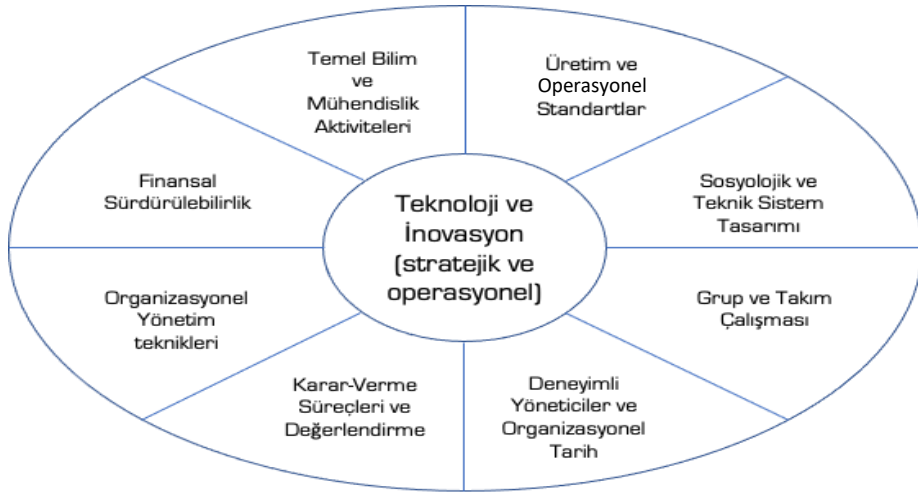 Temel Bilim
ve
Mühendislik
Aktiviteleri
Üretim ve
Operasyonel
Standartlar
Finansal
Sürdürülebilirlik
Sosyolojik ve
Teknik Sistem
Tasarımı
Teknoloji ve
İnovasyon
(stratejik ve
operasyonel)
Organizasyonel
Yönetim
teknikleri
Grup ve Takım
Çalışması
Karar-Verme
Süreçleri ve
Değerlendirme
Deneyimli
Yöneticiler ve
Organizasyonel
Tarih